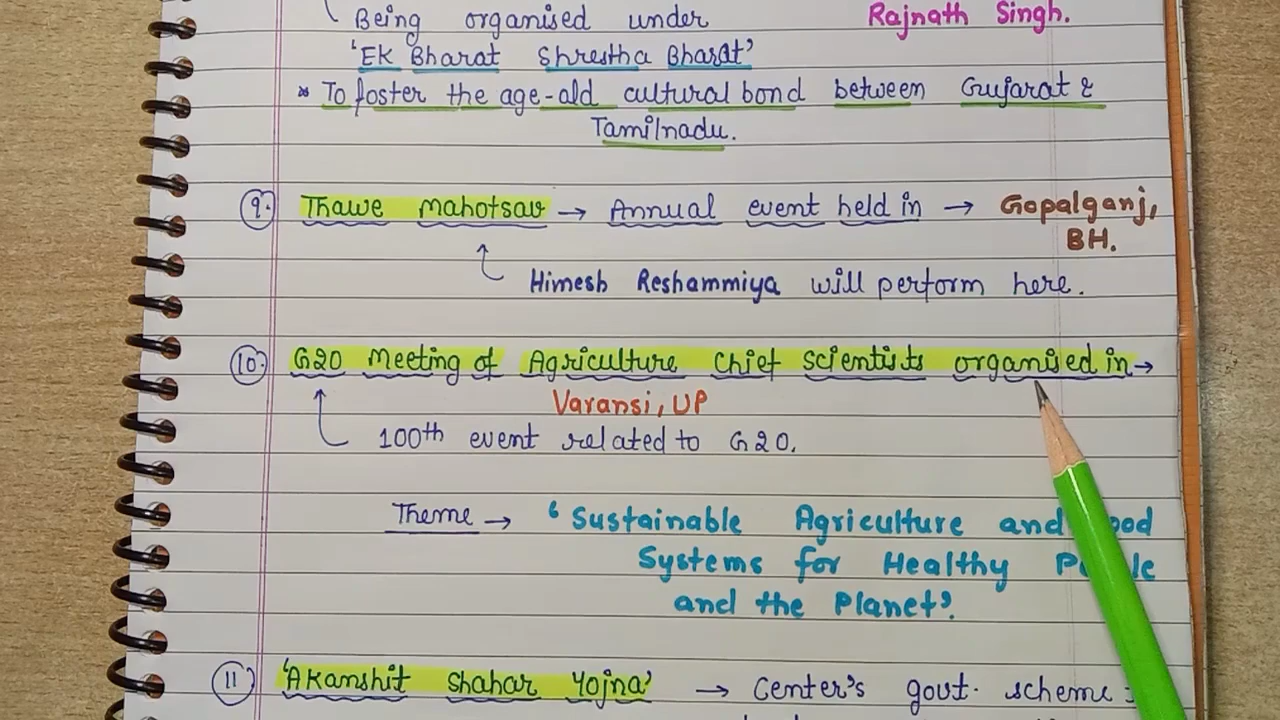 Being organised under Rajnath Singh.
'EK Bharat Shrestha Bharat'
* To foster the age-old cultural bond between Gujarat &
Tamilnadu.
9. Thawe mahotsav → Annual event held in → Gopalganj,
BH.
Himesh Reshammiya will perform here.
10. G20 Meeting of Agriculture Chief Scientists organised in →
Varansi, UP
100th event related to G20.
Theme → 'Sustainable Agriculture and
Systems for Healthy
and the Planet'.
11 'Akanshit Shahar Yojna' → Center's govt. scheme :